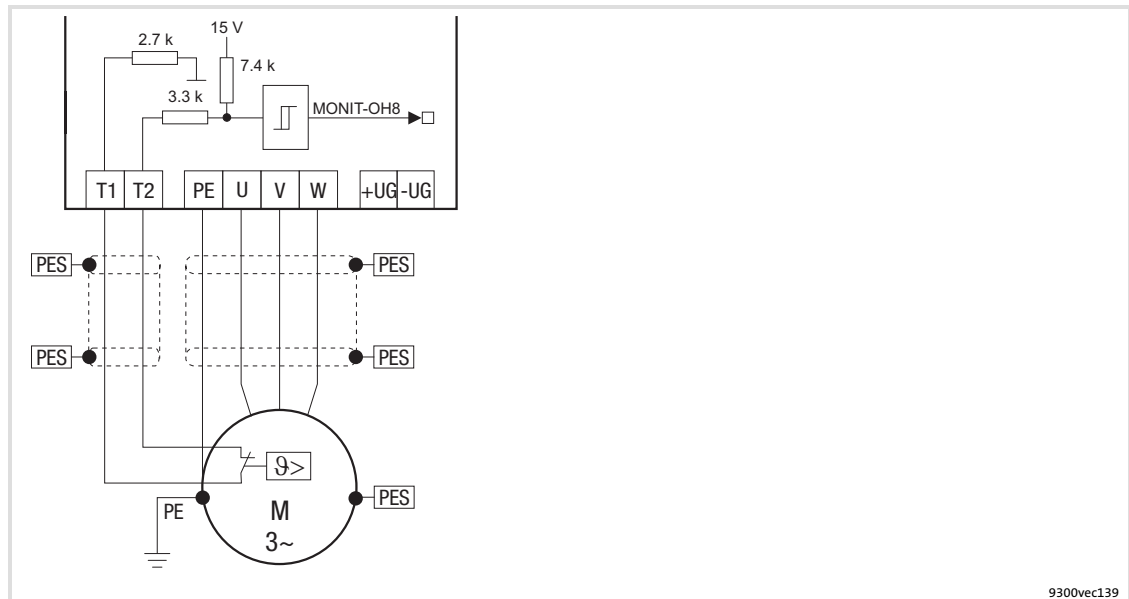 15 V
2.7 k
7.4 k
3.3 k
MONIT-OH8
T1 T2 PE U V W +UG -UG
PES PES
PES PES
ϑ>
PES
PE
M
3~
9300vec139